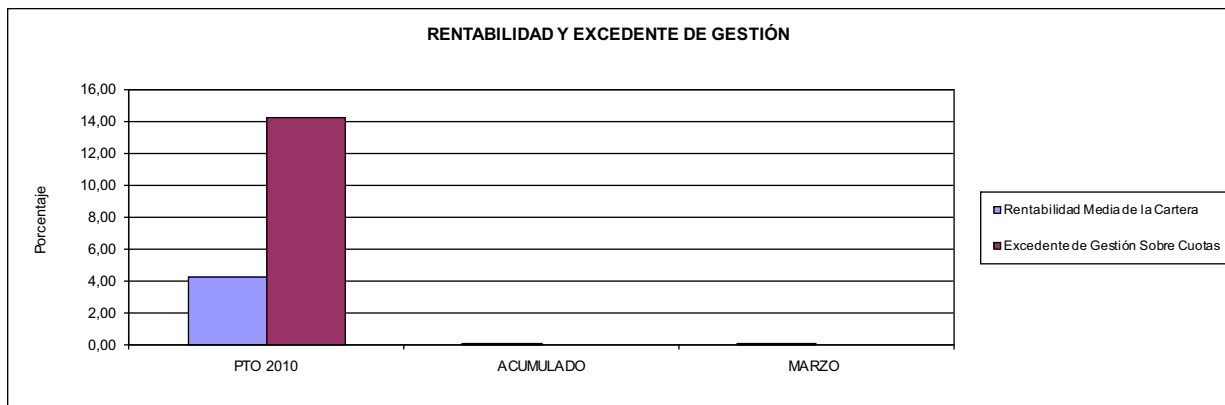 RENTABILIDAD Y EXCEDENTE DE GESTIÓN
16,00
14,00
12,00
10,00
8,00
6,00
4,00
2,00
0,00
Porcentaje
PTO 2010
ACUMULADO
MARZO
Rentabilidad Media de la Cartera
Excedente de Gestión Sobre Cuotas